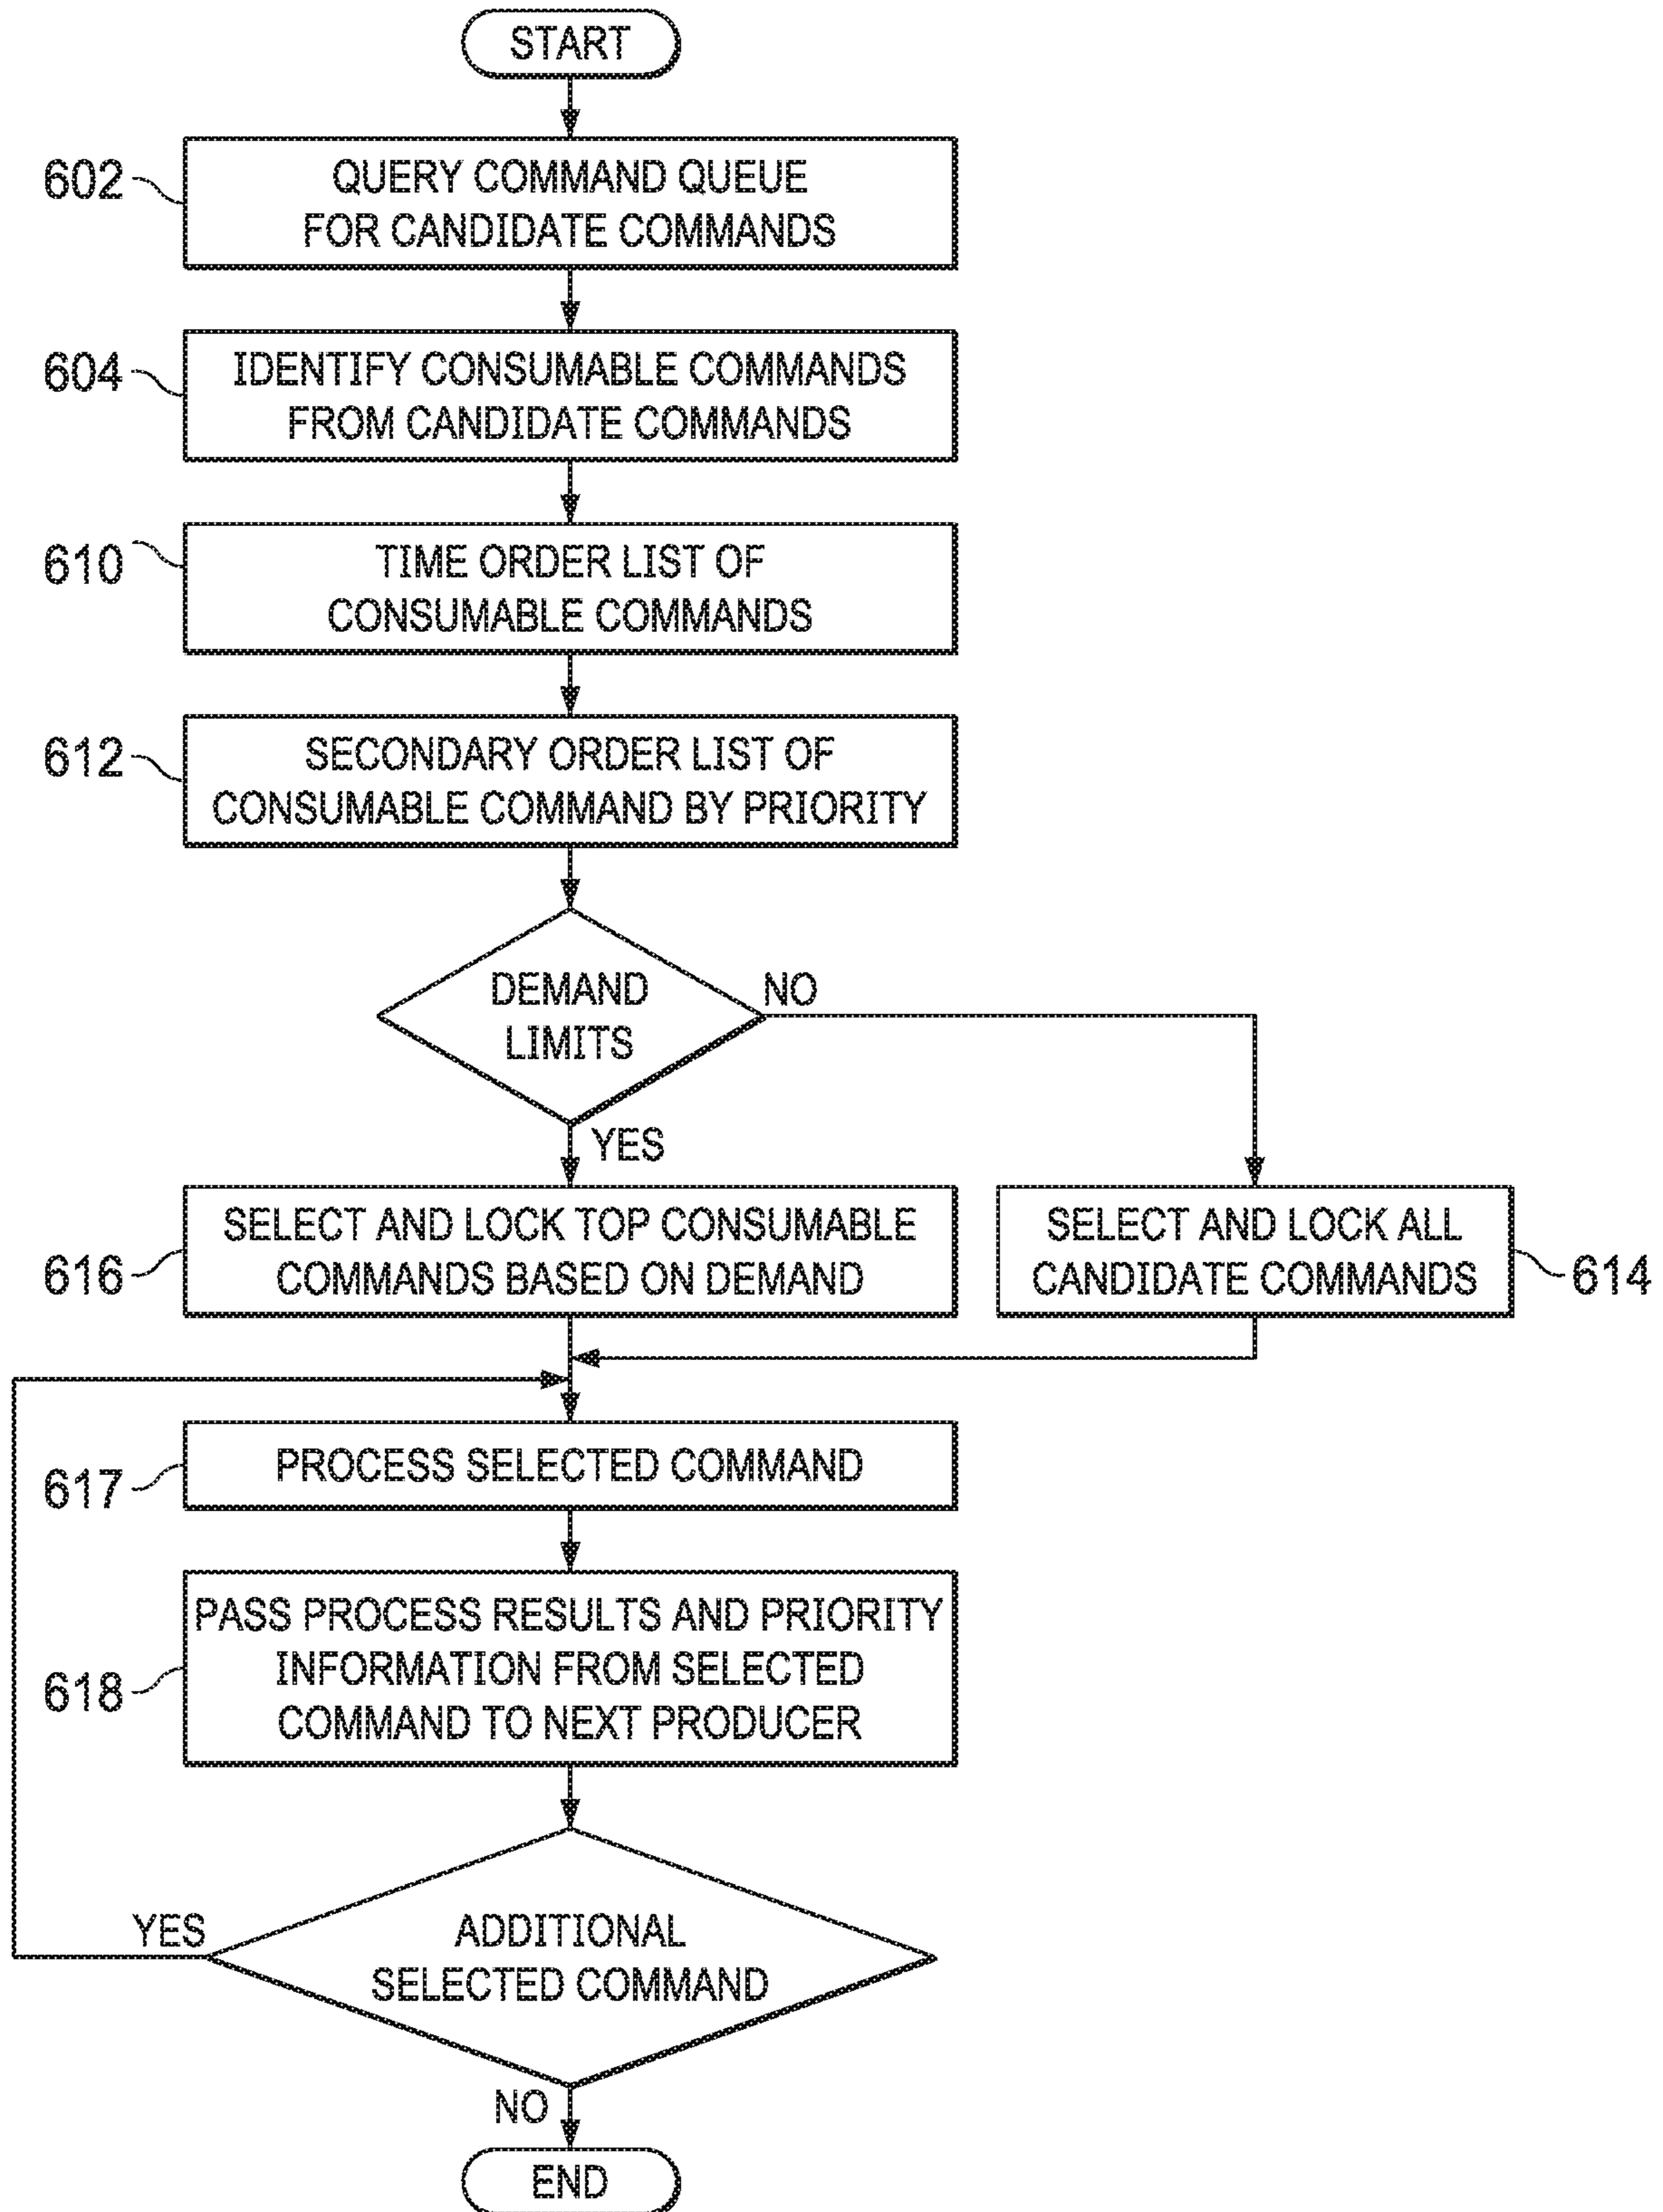 START
602
QUERY COMMAND QUEUE
FOR CANDIDATE COMMANDS
604
IDENTIFY CONSUMABLE COMMANDS
FROM CANDIDATE COMMANDS
610
TIME ORDER LIST OF
CONSUMABLE COMMANDS
612
SECONDARY ORDER LIST OF
CONSUMABLE COMMAND BY PRIORITY
DEMAND
LIMITS
NO
YES
616
SELECT AND LOCK TOP CONSUMABLE
COMMANDS BASED ON DEMAND
SELECT AND LOCK ALL
CANDIDATE COMMANDS
614
617
PROCESS SELECTED COMMAND
618
PASS PROCESS RESULTS AND PRIORITY
INFORMATION FROM SELECTED
COMMAND TO NEXT PRODUCER
YES
ADDITIONAL
SELECTED COMMAND
NO
END